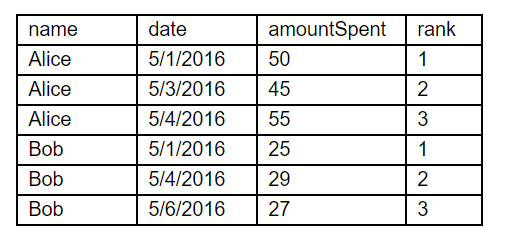 name date amountSpent rank
Alice 5/1/2016 50 1
Alice 5/3/2016 45 2
Alice 5/4/2016 55 3
Bob 5/1/2016 25 1
Bob 5/4/2016 29 2
Bob 5/6/2016 27 3